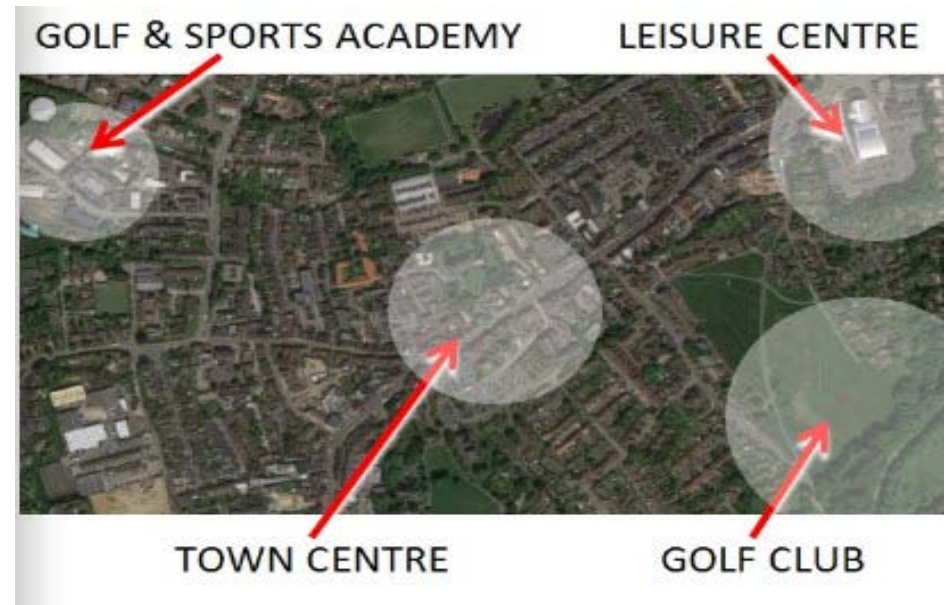 GOLF & SPORTS ACADEMY
LEISURE CENTRE
TOWN CENTRE
GOLF CLUB